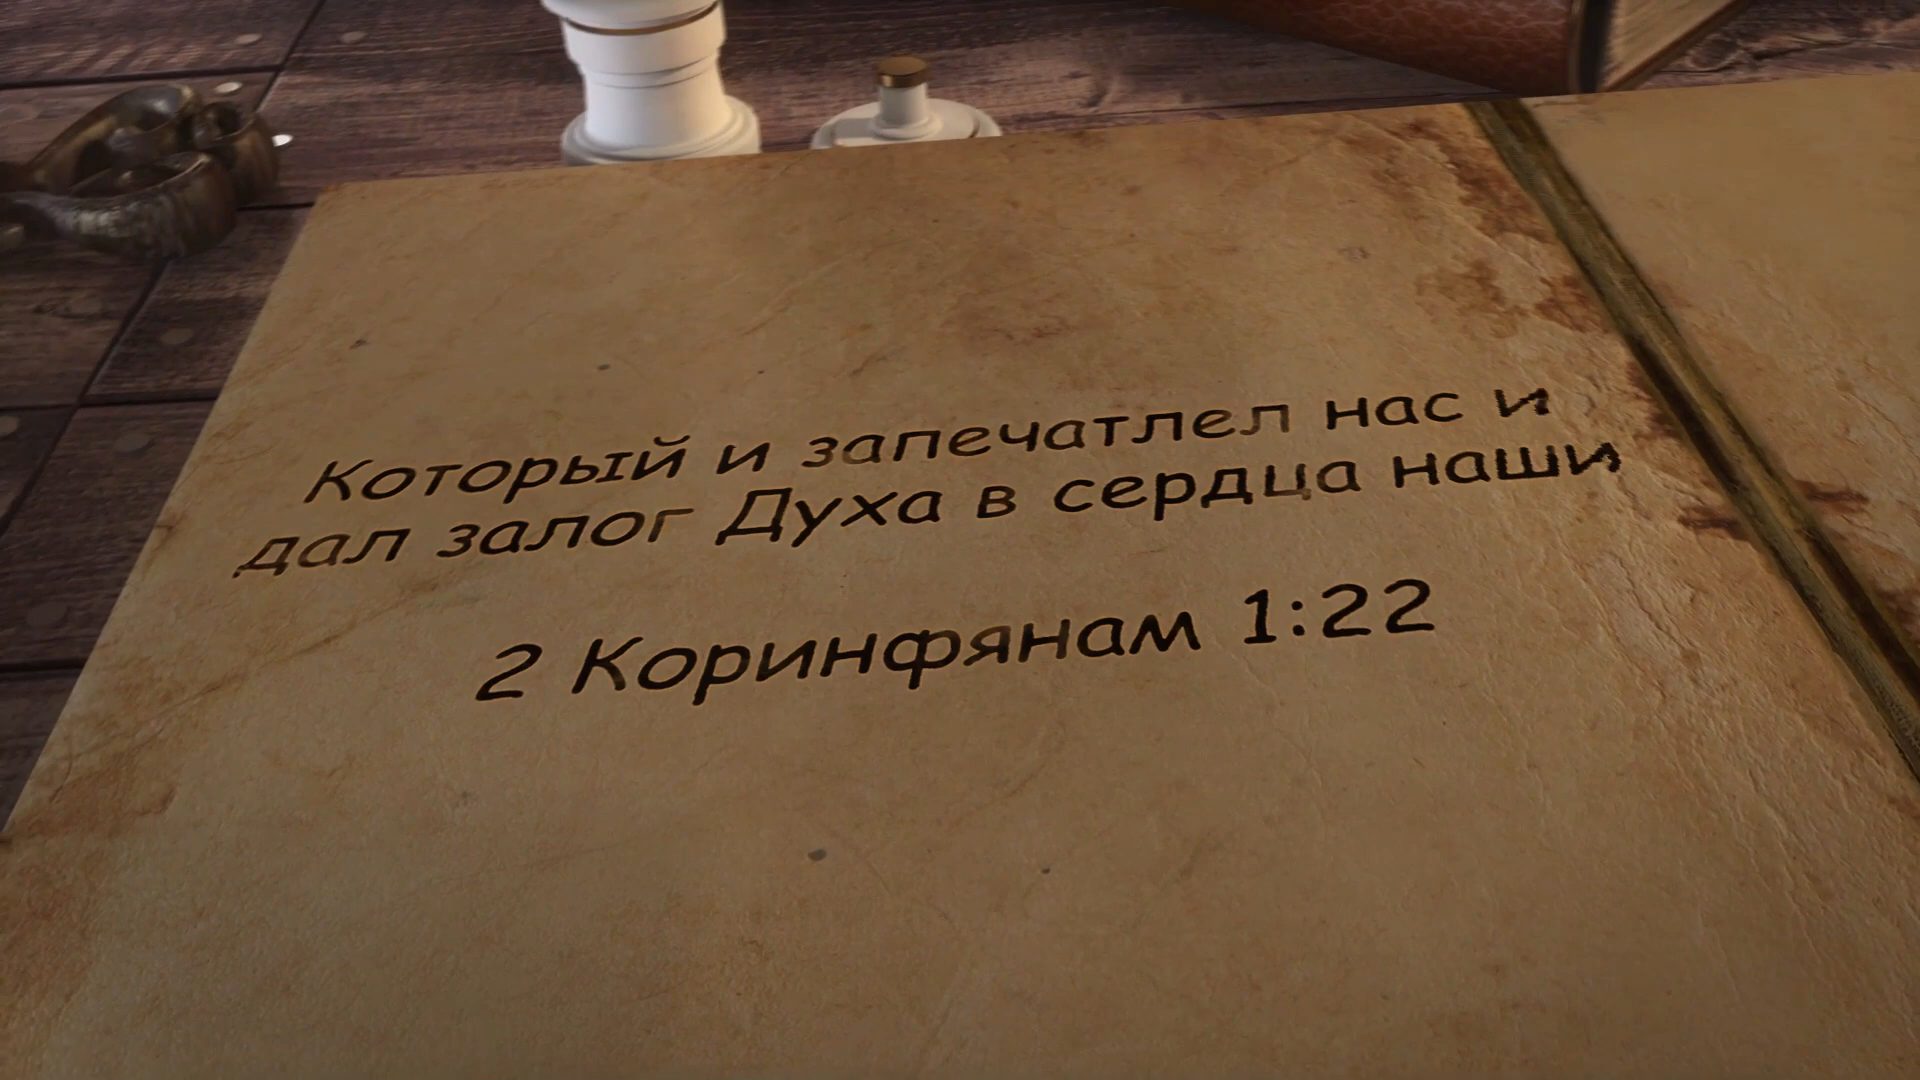 Который и запечатлел нас и
дал залог Духа в сердца наши
2 Коринфянам 1:22